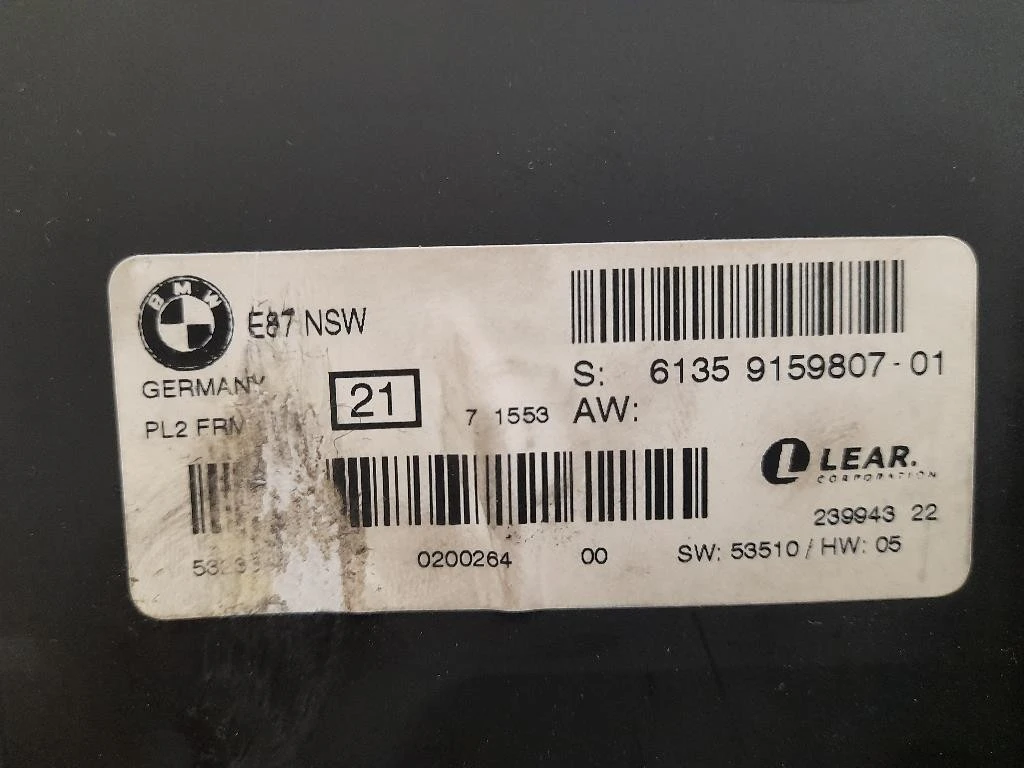 BMW
E87 NSW
GERMANY
PL2 FRM
21
7 1553
S: 6135 9159807-01
AW:
LEAR.
CORPORATION
239943 22
0200264 00
SW: 53510 / HW: 05